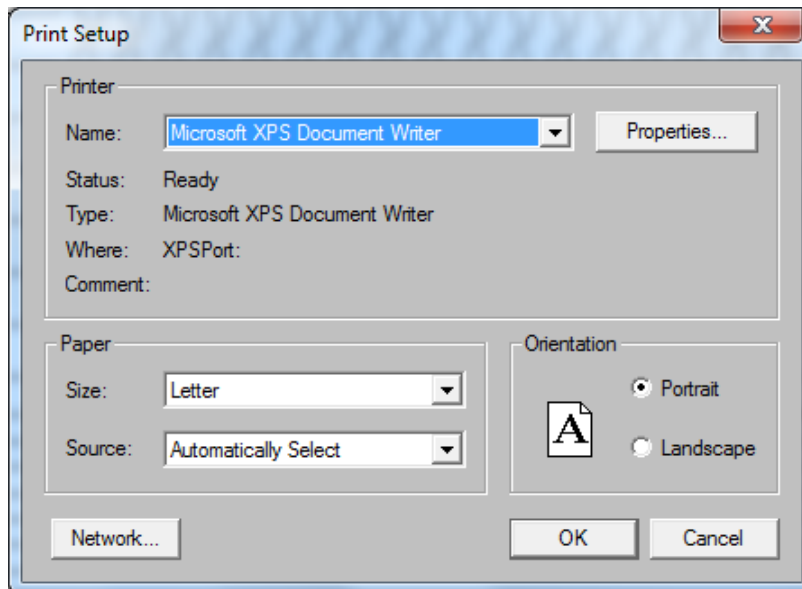 Print Setup
Printer
Name: Microsoft XPS Document Writer Properties...
Status: Ready
Type: Microsoft XPS Document Writer
Where: XPSPort:
Comment:
Paper
Size: Letter
Source: Automatically Select
Orientation
A
Portrait
Landscape
Network... OK Cancel